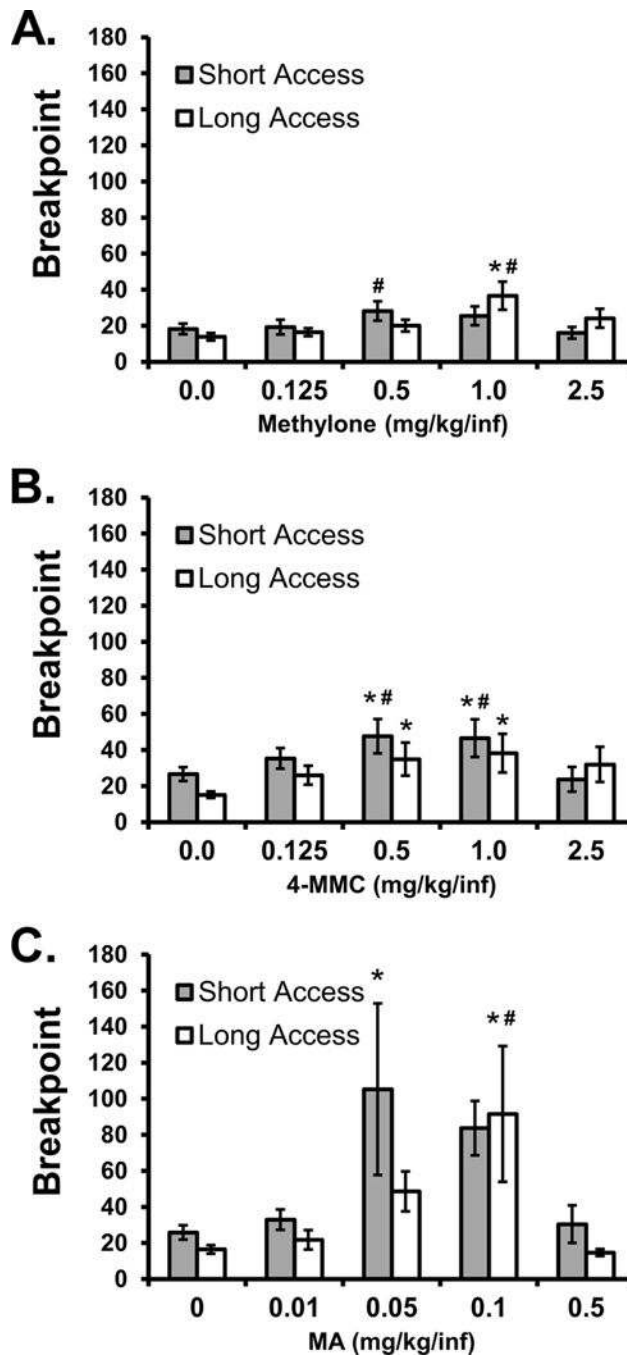 A.
180
160
140
120
100
80
60
40
20
0
Breakpoint
Short Access
Long Access
#
*#
0.0 0.125 0.5 1.0 2.5
Methylone (mg/kg/inf)
B.
180
160
140
120
100
80
60
40
20
0
Breakpoint
Short Access
Long Access
*# * *# *
0.0 0.125 0.5 1.0 2.5
4-MMC (mg/kg/inf)
C.
180
160
140
120
100
80
60
40
20
0
Breakpoint
Short Access
Long Access
*
*#
0 0.01 0.05 0.1 0.5
MA (mg/kg/inf)